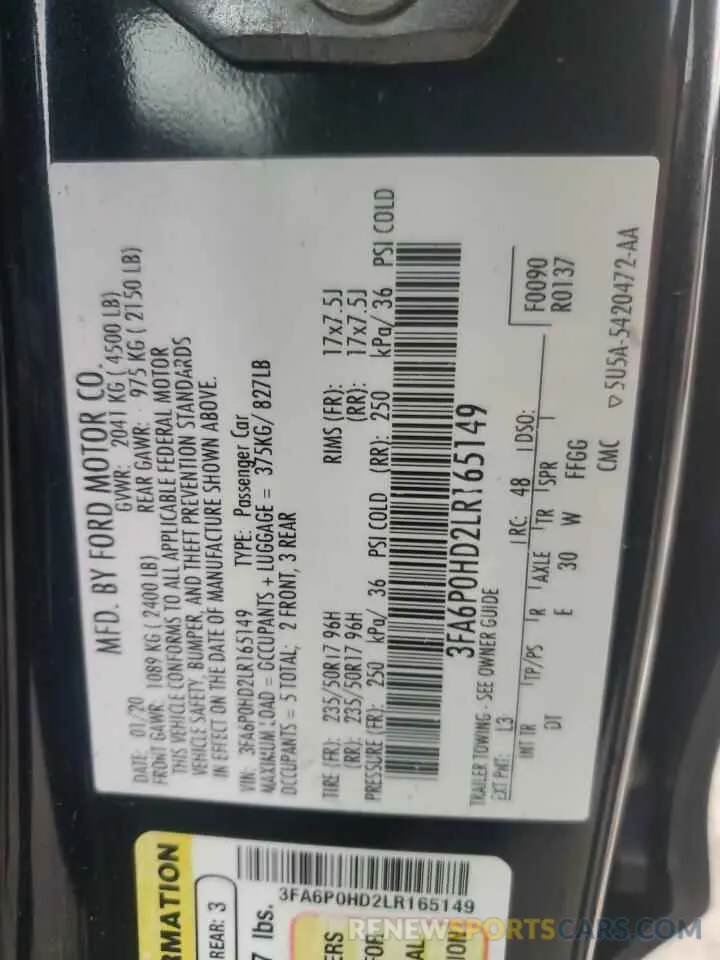 MFD. BY FORD MOTOR CO.
DATE: 01/20 GVWR: 2041 KG ( 4500 LB)
FRONT GAWR: 1089 KG ( 2400 LB) REAR GAWR: 975 KG ( 2150 LB)
THIS VEHICLE CONFORMS TO ALL APPLICABLE FEDERAL MOTOR
VEHICLE SAFETY, BUMPER, AND THEFT PREVENTION STANDARDS
IN EFFECT ON THE DATE OF MANUFACTURE SHOWN ABOVE.
VIN: 3FA6P0HD2LR165149 TYPE: Passenger Car
MAXIMUM LOAD = OCCUPANTS + LUGGAGE = 375KG/ 827LB
OCCUPANTS = 5 TOTAL; 2 FRONT, 3 REAR
TIRE (FR): 235/50R17 96H RIMS (FR): 17x7.5J
(RR): 235/50R17 96H (RR): 17x7.5J
PRESSURE (FR): 250 kPa/ 36 PSI COLD (RR): 250 kPa/ 36 PSI COLD
3FA6P0HD2LR165149
TRAILER TOWING - SEE OWNER GUIDE
EXT PNT: L3 RC: 48 DSO: F0090
R0137
INT TR TP/PS R AXLE TR SPR
DT E 30 W FFGG
CMC ▽5U5A-5420472-AA
RMATION
REAR: 3
7 lbs.
3FA6P0HD2LR165149
ERS
FOR
AL
ION
RENEWSPORTSCARS.COM